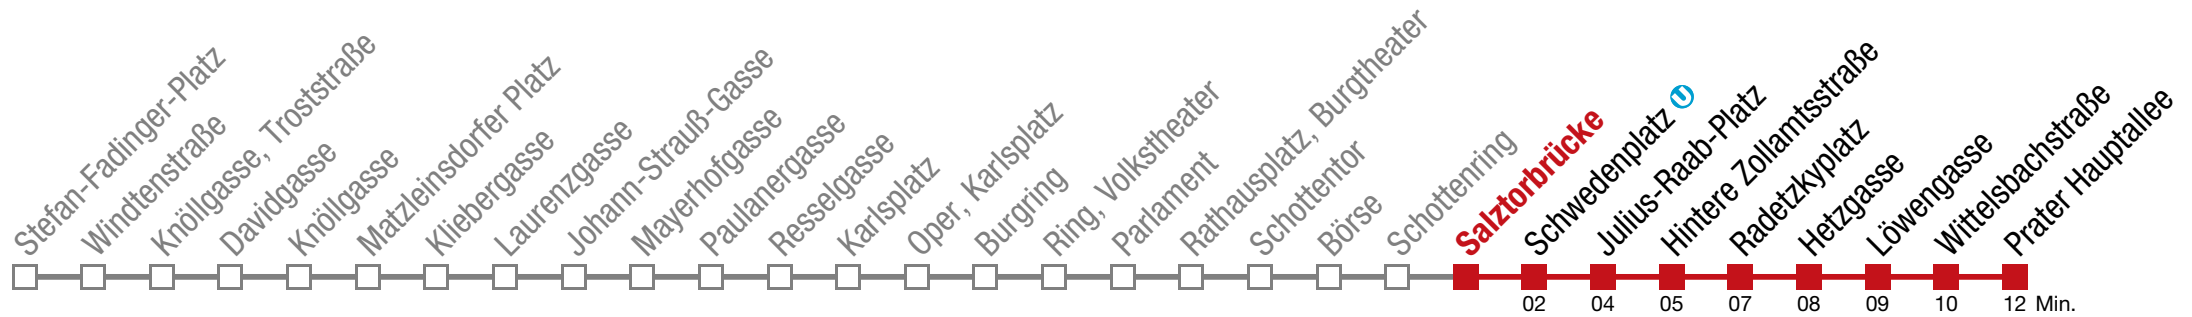 Stefan-Fadinger-Platz
Windtenstraße
Knöllgasse, Troststraße
Davidgasse
Knöllgasse
Matzleinsdorfer Platz
Kliebergasse
Laurenzgasse
Johann-Strauß-Gasse
Mayerhofgasse
Paulanergasse
Resselgasse
Karlsplatz
Oper, Karlsplatz
Burgring
Ring, Volkstheater
Parlament
Rathausplatz, Burgtheater
Schottentor
Börse
Schottenring
Salztorbrücke
Schwedenplatz U
Julius-Raab-Platz
Hintere Zollamtsstraße
Radetzkyplatz
Hetzgasse
Löwengasse
Wittelsbachstraße
Prater Hauptallee
02 04 05 07 08 09 10 12 Min.